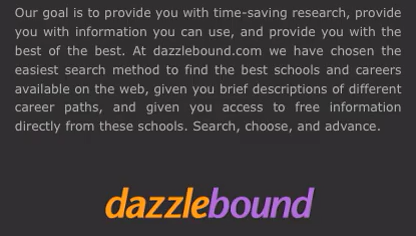 Our goal is to provide you with time-saving research, provide
you with information you can use, and provide you with the
best of the best. At dazzlebound.com we have chosen the
easiest search method to find the best schools and careers
available on the web, given you brief descriptions of different
career paths, and given you access to free information
directly from these schools. Search, choose, and advance.
dazzlebound